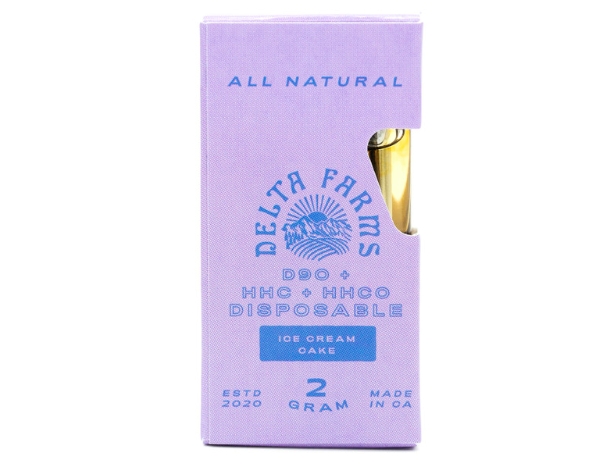 ALL NATURAL
DELTA FARMS
D9O +
HHC + HHCO
DISPOSABLE
ICE CREAM
CAKE
ESTD
2020
2
GRAM
MADE
IN CA